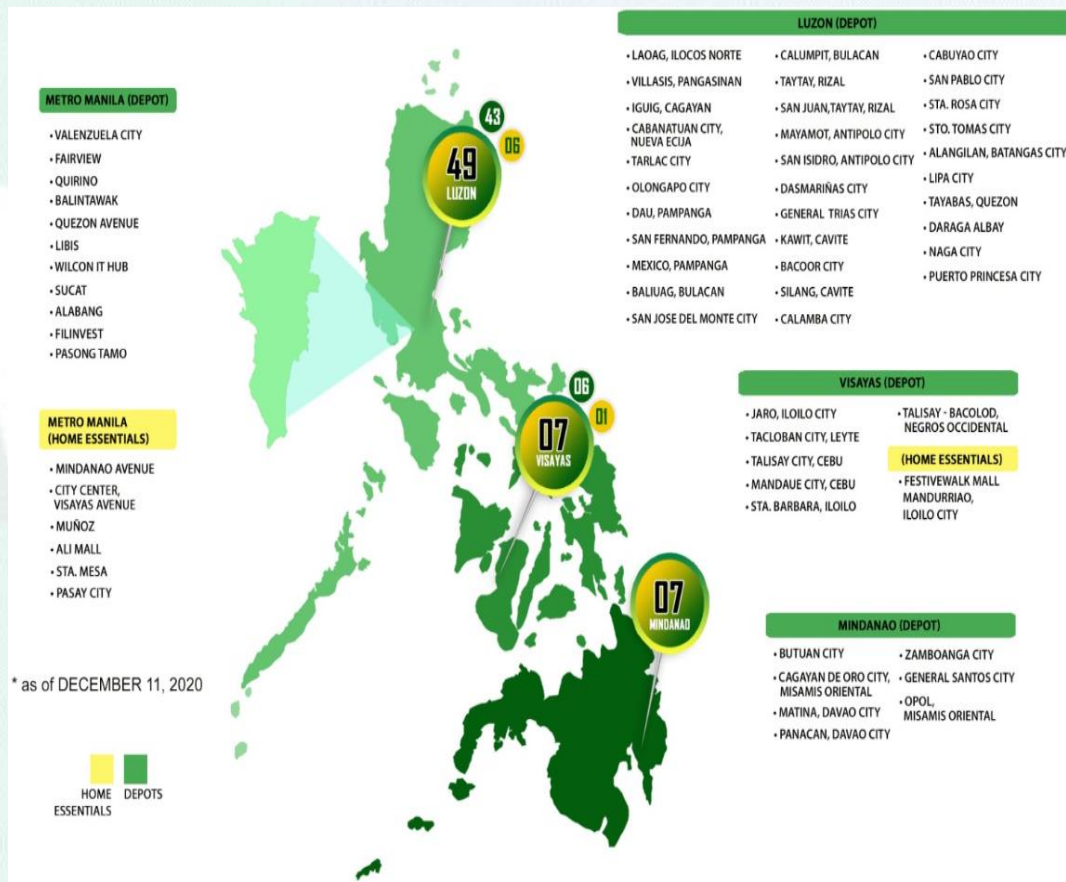 METRO MANILA (DEPOT)
• VALENZUELA CITY
• FAIRVIEW
• QUIRINO
• BALINTAWAK
• QUEZON AVENUE
• LIBIS
• WILCON IT HUB
• SUCAT
• ALABANG
• FILINVEST
• PASONG TAMO
METRO MANILA
(HOME ESSENTIALS)
• MINDANAO AVENUE
• CITY CENTER,
VISAYAS AVENUE
• MUÑOZ
• ALI MALL
• STA. MESA
• PASAY CITY
* as of DECEMBER 11, 2020
HOME
ESSENTIALS
DEPOTS
43
06
49
LUZON
06
01
07
VISAYAS
07
MINDANAO
LUZON (DEPOT)
• LAOAG, ILOCOS NORTE
• VILLASIS, PANGASINAN
• IGUIG, CAGAYAN
• CABANATUAN CITY,
NUEVA ECIJA
• TARLAC CITY
• OLONGAPO CITY
• DAU, PAMPANGA
• SAN FERNANDO, PAMPANGA
• MEXICO, PAMPANGA
• BALIUAG, BULACAN
• SAN JOSE DEL MONTE CITY
• CALUMPIT, BULACAN
• TAYTAY, RIZAL
• SAN JUAN,TAYTAY, RIZAL
• MAYAMOT, ANTIPOLO CITY
• SAN ISIDRO, ANTIPOLO CITY
• DASMARIÑAS CITY
• GENERAL TRIAS CITY
• KAWIT, CAVITE
• BACOOR CITY
• SILANG, CAVITE
• CALAMBA CITY
• CABUYAO CITY
• SAN PABLO CITY
• STA. ROSA CITY
• STO. TOMAS CITY
• ALANGILAN, BATANGAS CITY
• LIPA CITY
• TAYABAS, QUEZON
• DARAGA ALBAY
• NAGA CITY
• PUERTO PRINCESA CITY
VISAYAS (DEPOT)
• JARO, ILOILO CITY
• TACLOBAN CITY, LEYTE
• TALISAY CITY, CEBU
• MANDAUE CITY, CEBU
• STA. BARBARA, ILOILO
• TALISAY - BACOLOD,
NEGROS OCCIDENTAL
(HOME ESSENTIALS)
• FESTIVEWALK MALL
MANDURRIAO,
ILOILO CITY
MINDANAO (DEPOT)
• BUTUAN CITY
• CAGAYAN DE ORO CITY,
MISAMIS ORIENTAL
• MATINA, DAVAO CITY
• PANACAN, DAVAO CITY
• ZAMBOANGA CITY
• GENERAL SANTOS CITY
• OPOL,
MISAMIS ORIENTAL